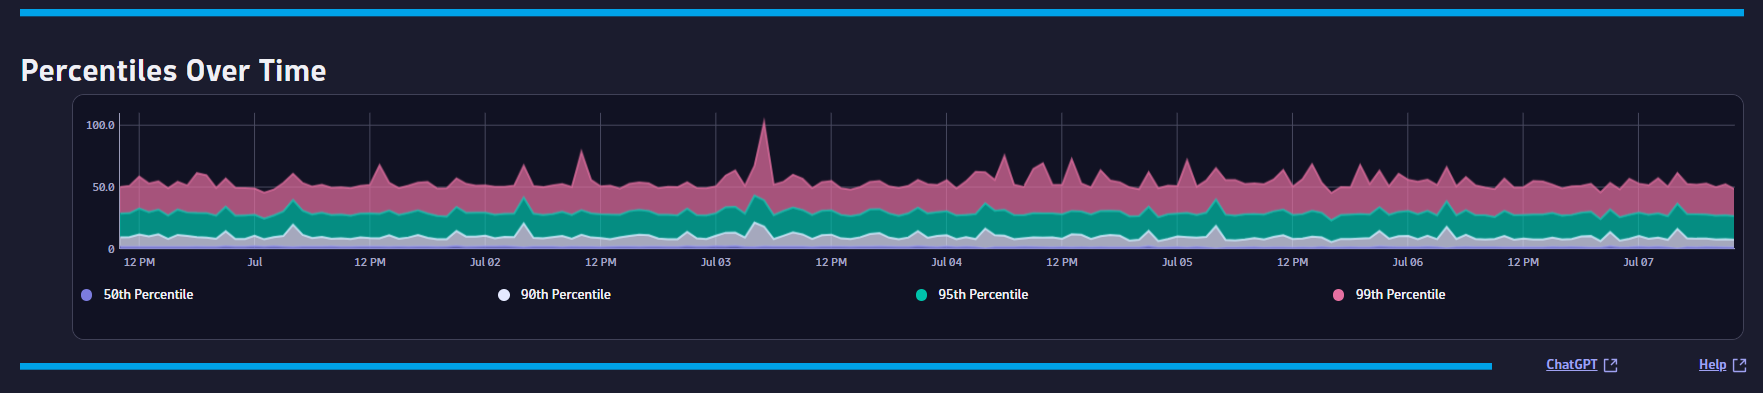 Percentiles Over Time
100.0
50.0
0
12 PM Jul 12 PM Jul 02 12 PM Jul 03 12 PM Jul 04 12 PM Jul 05 12 PM Jul 06 12 PM Jul 07
50th Percentile 90th Percentile 95th Percentile 99th Percentile
ChatGPT Help